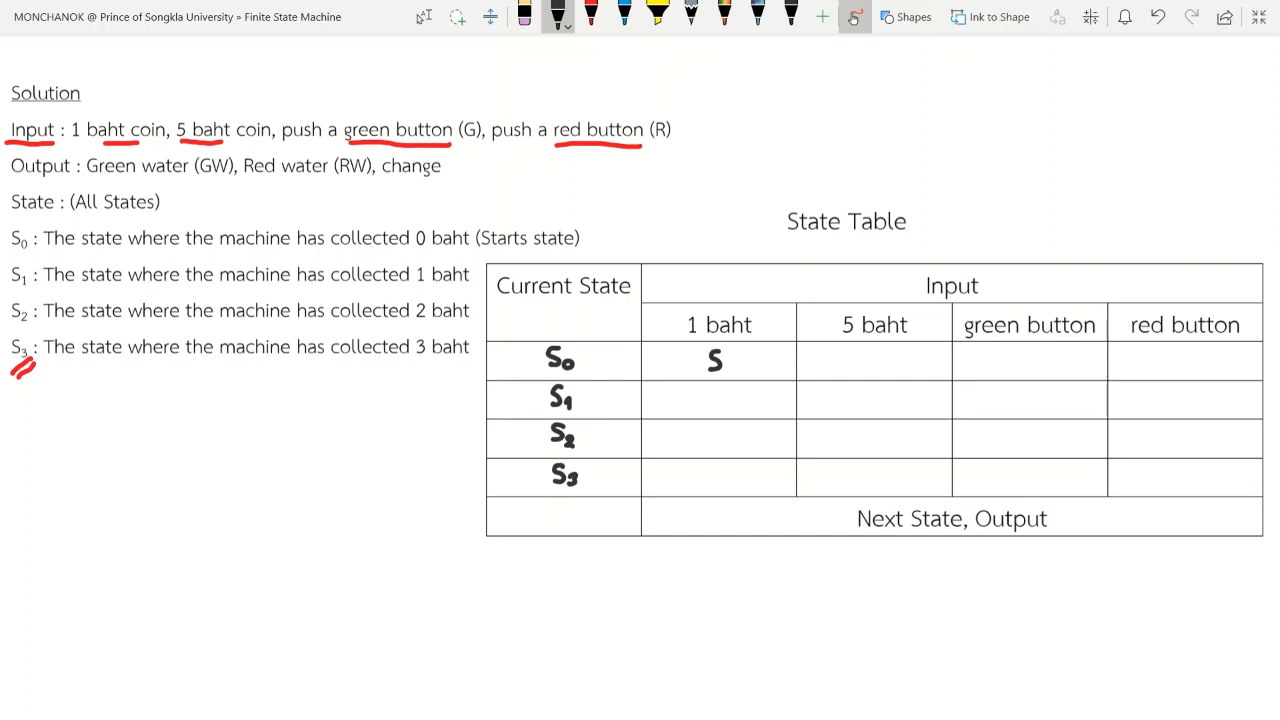 MONCHANOK @ Prince of Songkla University » Finite State Machine
Shapes
Ink to Shape
Solution
Input : 1 baht coin, 5 baht coin, push a green button (G), push a red button (R)
Output : Green water (GW), Red water (RW), change
State : (All States)
S₀ : The state where the machine has collected 0 baht (Starts state)
S₁ : The state where the machine has collected 1 baht
S₂ : The state where the machine has collected 2 baht
S₃ : The state where the machine has collected 3 baht
State Table
Current State Input
1 baht 5 baht green button red button
S₀ S
S₁
S₂
S₃
Next State, Output